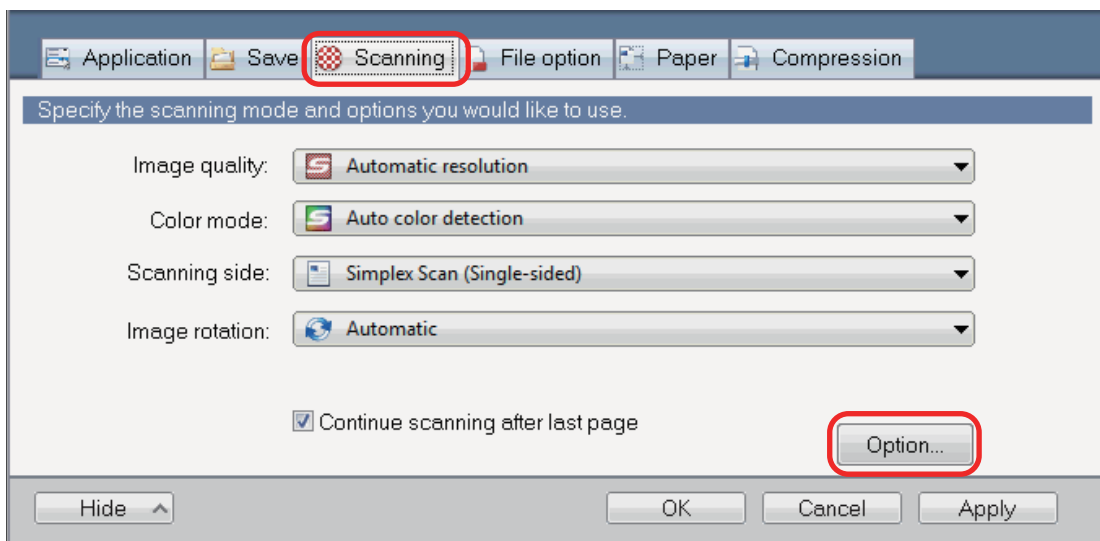 Application Save Scanning File option Paper Compression
Specify the scanning mode and options you would like to use.
Image quality: Automatic resolution
Color mode: Auto color detection
Scanning side: Simplex Scan (Single-sided)
Image rotation: Automatic
Continue scanning after last page
Option...
Hide OK Cancel Apply